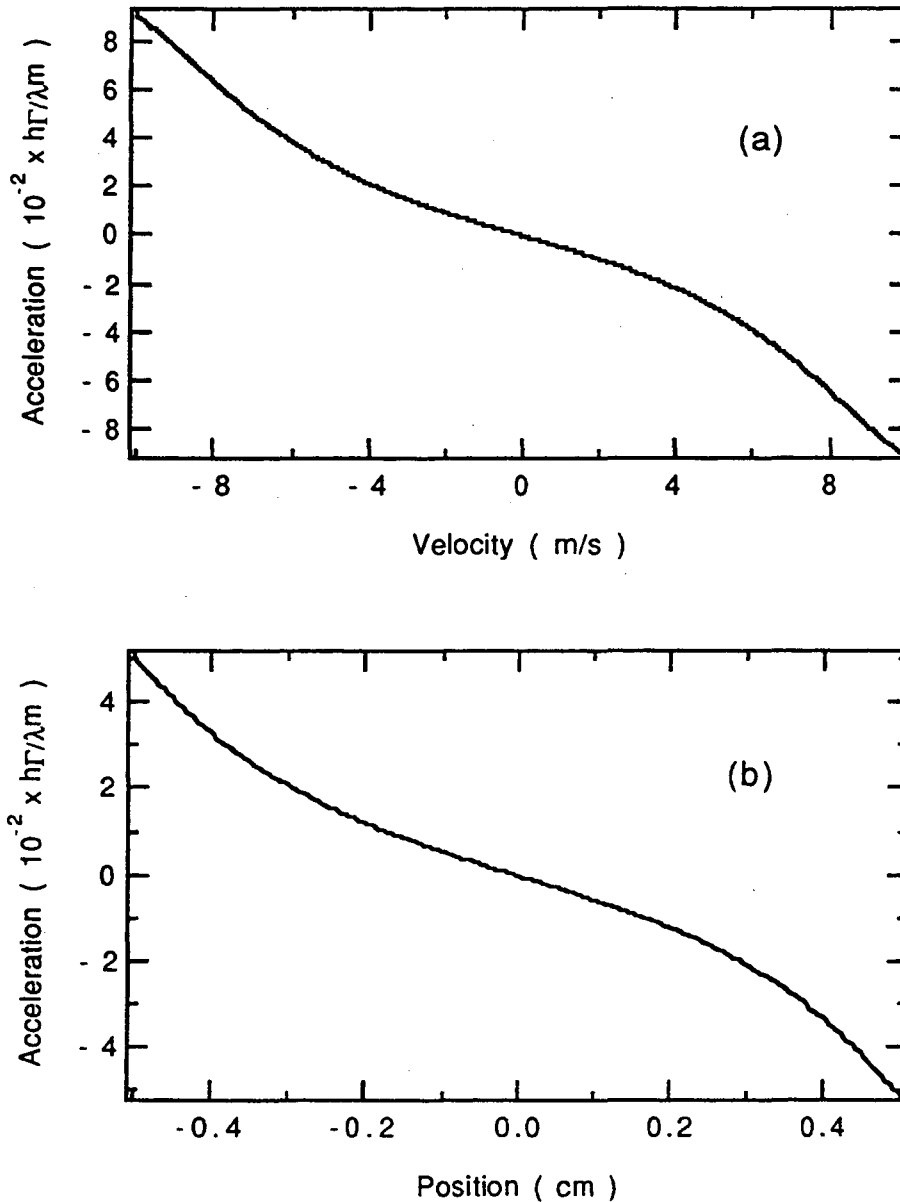 Acceleration ( 10⁻² x hΓ/λm )
8
6
4
2
0
- 2
- 4
- 6
- 8
(a)
- 8 - 4 0 4 8
Velocity ( m/s )
Acceleration ( 10⁻² x hΓ/λm )
4
2
0
- 2
- 4
(b)
-0.4 -0.2 0.0 0.2 0.4
Position ( cm )